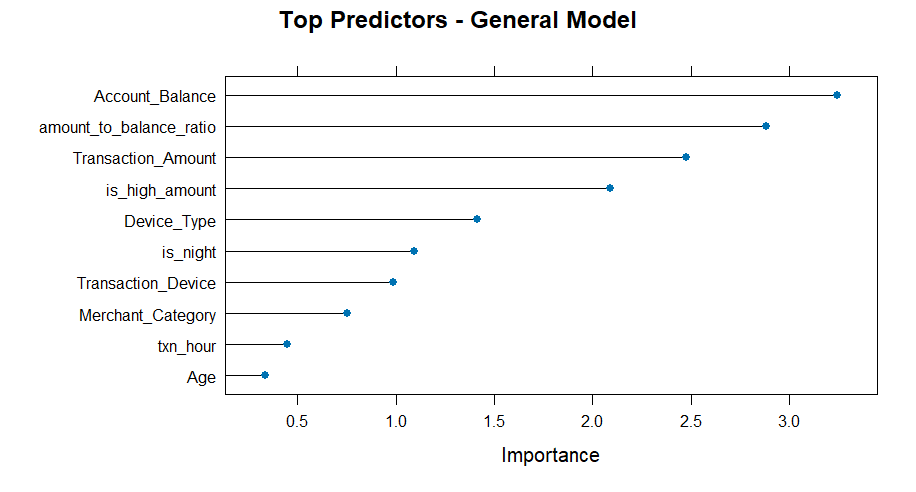 Top Predictors - General Model
Account_Balance
amount_to_balance_ratio
Transaction_Amount
is_high_amount
Device_Type
is_night
Transaction_Device
Merchant_Category
txn_hour
Age
0.5 1.0 1.5 2.0 2.5 3.0
Importance